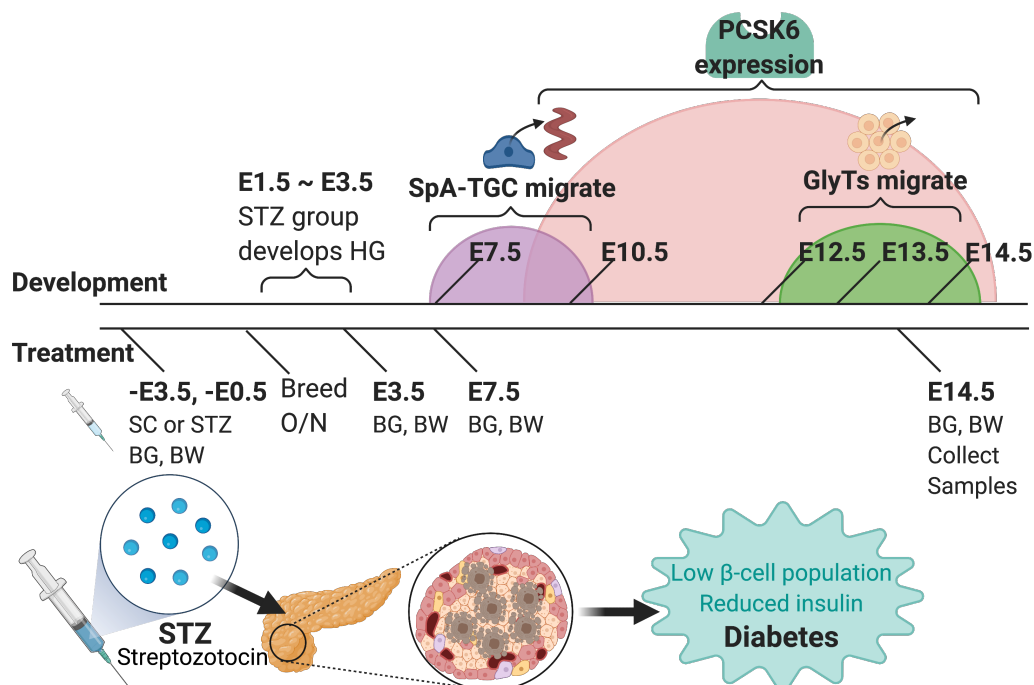 PCSK6
expression
E1.5 ~ E3.5
STZ group
develops HG
SpA-TGC migrate
GlyTs migrate
E7.5
E10.5
E12.5
E13.5
E14.5
Development
Treatment
-E3.5, -E0.5
SC or STZ
BG, BW
Breed
O/N
E3.5
BG, BW
E7.5
BG, BW
E14.5
BG, BW
Collect
Samples
STZ
Streptozotocin
Low β-cell population
Reduced insulin
Diabetes